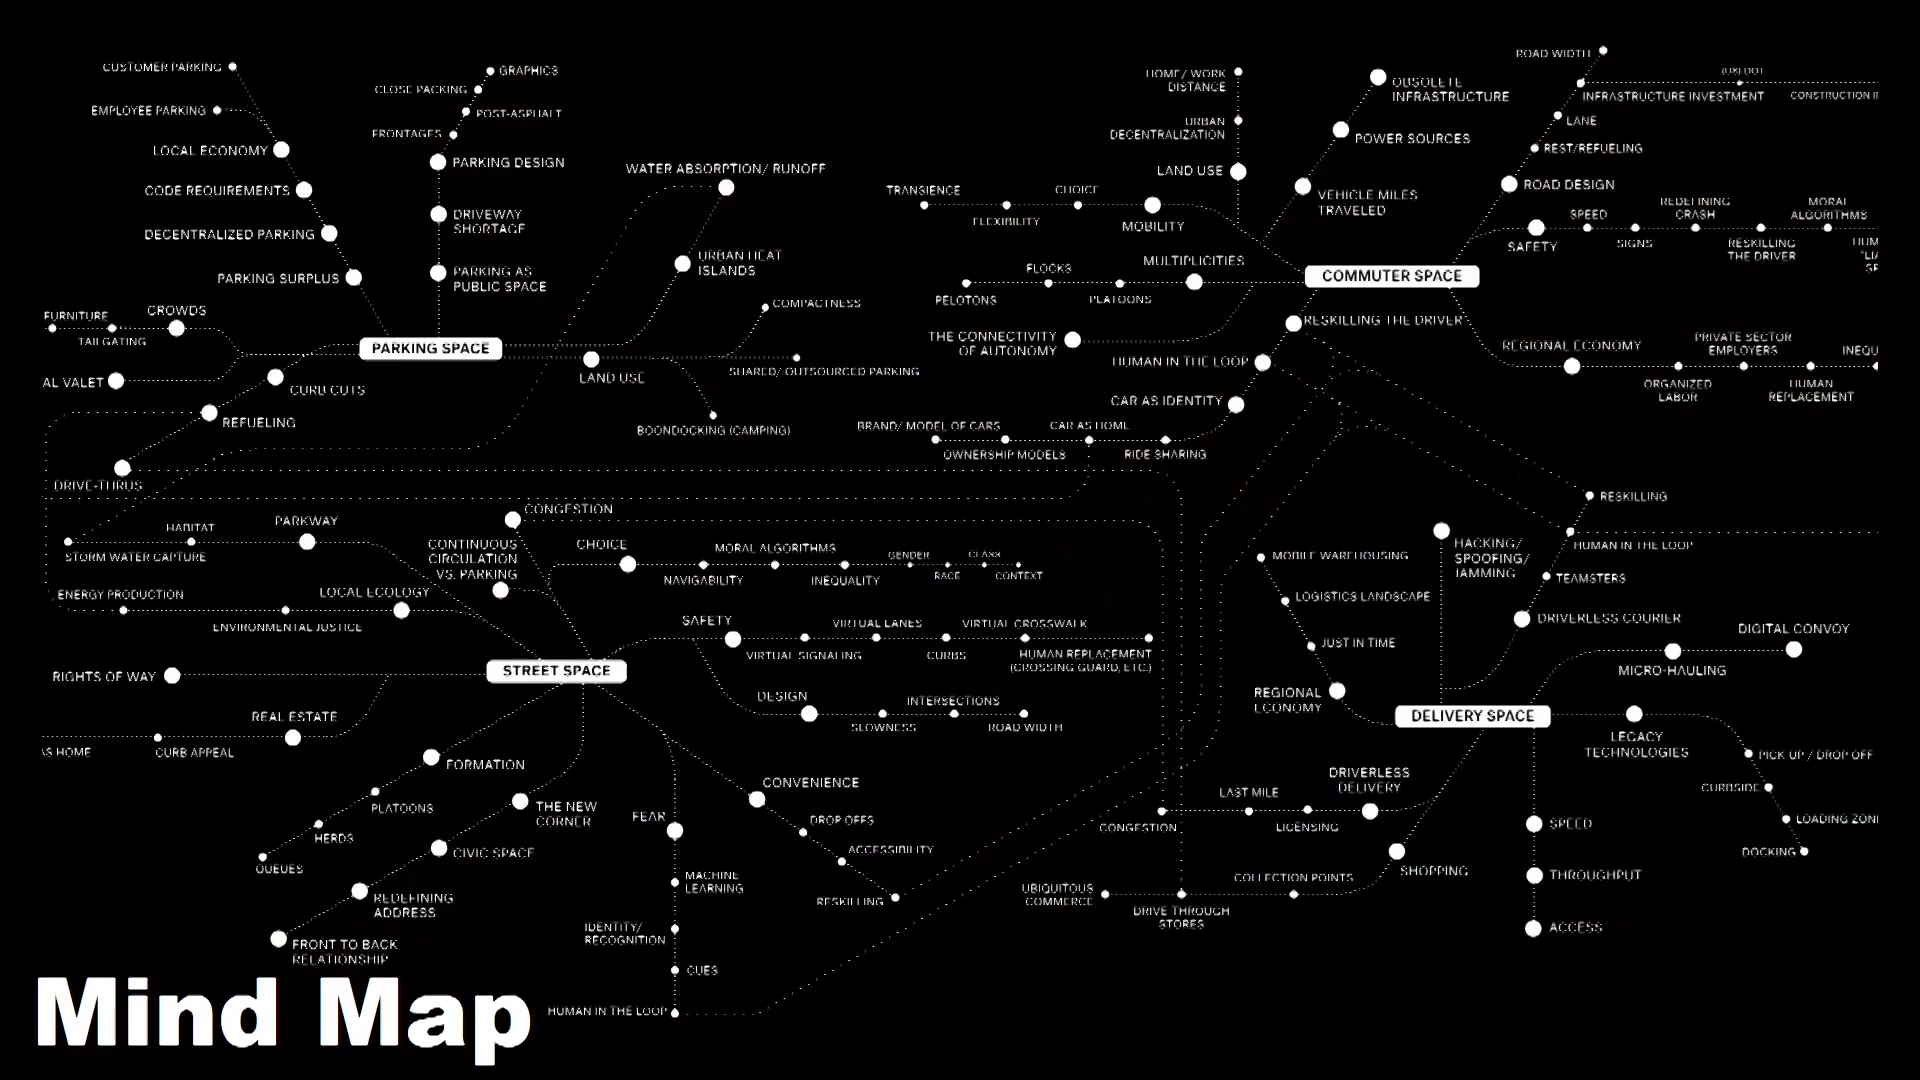 CUSTOMER PARKING
EMPLOYEE PARKING
LOCAL ECONOMY
CODE REQUIREMENTS
DECENTRALIZED PARKING
PARKING SURPLUS
GRAPHICS
CLOSE PACKING
POST-ASPHALT
FRONTAGES
PARKING DESIGN
DRIVEWAY
SHORTAGE
PARKING AS
PUBLIC SPACE
WATER ABSORPTION/ RUNOFF
URBAN HEAT
ISLANDS
COMPACTNESS
FURNITURE
TAILGATING
CROWDS
PARKING SPACE
AL VALET
CURB CUTS
REFUELING
DRIVE-THRUS
LAND USE
SHARED/ OUTSOURCED PARKING
BOONDOCKING (CAMPING)
HOME/ WORK
DISTANCE
URBAN
DECENTRALIZATION
LAND USE
OBSOLETE
INFRASTRUCTURE
POWER SOURCES
VEHICLE MILES
TRAVELED
TRANSIENCE
FLEXIBILITY
CHOICE
MOBILITY
FLOCKS
MULTIPLICITIES
PELOTONS
PLATOONS
COMMUTER SPACE
THE CONNECTIVITY
OF AUTONOMY
RESKILLING THE DRIVER
HUMAN IN THE LOOP
CAR AS IDENTITY
BRAND/ MODEL OF CARS
OWNERSHIP MODELS
CAR AS HOME
RIDE SHARING
ROAD WIDTH
INFRASTRUCTURE INVESTMENT
LANE
REST/REFUELING
ROAD DESIGN
SAFETY
SPEED
SIGNS
REDEFINING
CRASH
RESKILLING
THE DRIVER
MORAL
ALGORITHMS
REGIONAL ECONOMY
ORGANIZED
LABOR
PRIVATE SECTOR
EMPLOYERS
HUMAN
REPLACEMENT
INEQU
STORM WATER CAPTURE
HABITAT
PARKWAY
CONGESTION
CONTINUOUS
CIRCULATION
VS. PARKING
CHOICE
NAVIGABILITY
MORAL ALGORITHMS
INEQUALITY
GENDER
RACE
CLASS
CONTEXT
ENERGY PRODUCTION
ENVIRONMENTAL JUSTICE
LOCAL ECOLOGY
SAFETY
VIRTUAL SIGNALING
VIRTUAL LANES
CURBS
VIRTUAL CROSSWALK
HUMAN REPLACEMENT
(CROSSING GUARD, ETC.)
RIGHTS OF WAY
STREET SPACE
DESIGN
SLOWNESS
INTERSECTIONS
ROAD WIDTH
AS HOME
CURB APPEAL
REAL ESTATE
FORMATION
PLATOONS
HERDS
QUEUES
THE NEW
CORNER
CIVIC SPACE
REDEFINING
ADDRESS
FRONT TO BACK
RELATIONSHIP
FEAR
MACHINE
LEARNING
IDENTITY/
RECOGNITION
CUES
HUMAN IN THE LOOP
CONVENIENCE
DROP OFFS
ACCESSIBILITY
RESKILLING
RESKILLING
HUMAN IN THE LOOP
TEAMSTERS
DRIVERLESS COURIER
HACKING/
SPOOFING/
JAMMING
MOBILE WAREHOUSING
LOGISTICS LANDSCAPE
JUST IN TIME
REGIONAL
ECONOMY
DELIVERY SPACE
DIGITAL CONVOY
MICRO-HAULING
LEGACY
TECHNOLOGIES
PICK UP / DROP OFF
CURBSIDE
LOADING ZON
DOCKING
DRIVERLESS
DELIVERY
LAST MILE
LICENSING
CONGESTION
SHOPPING
COLLECTION POINTS
UBIQUITOUS
COMMERCE
DRIVE THROUGH
STORES
SPEED
THROUGHPUT
ACCESS
Mind Map